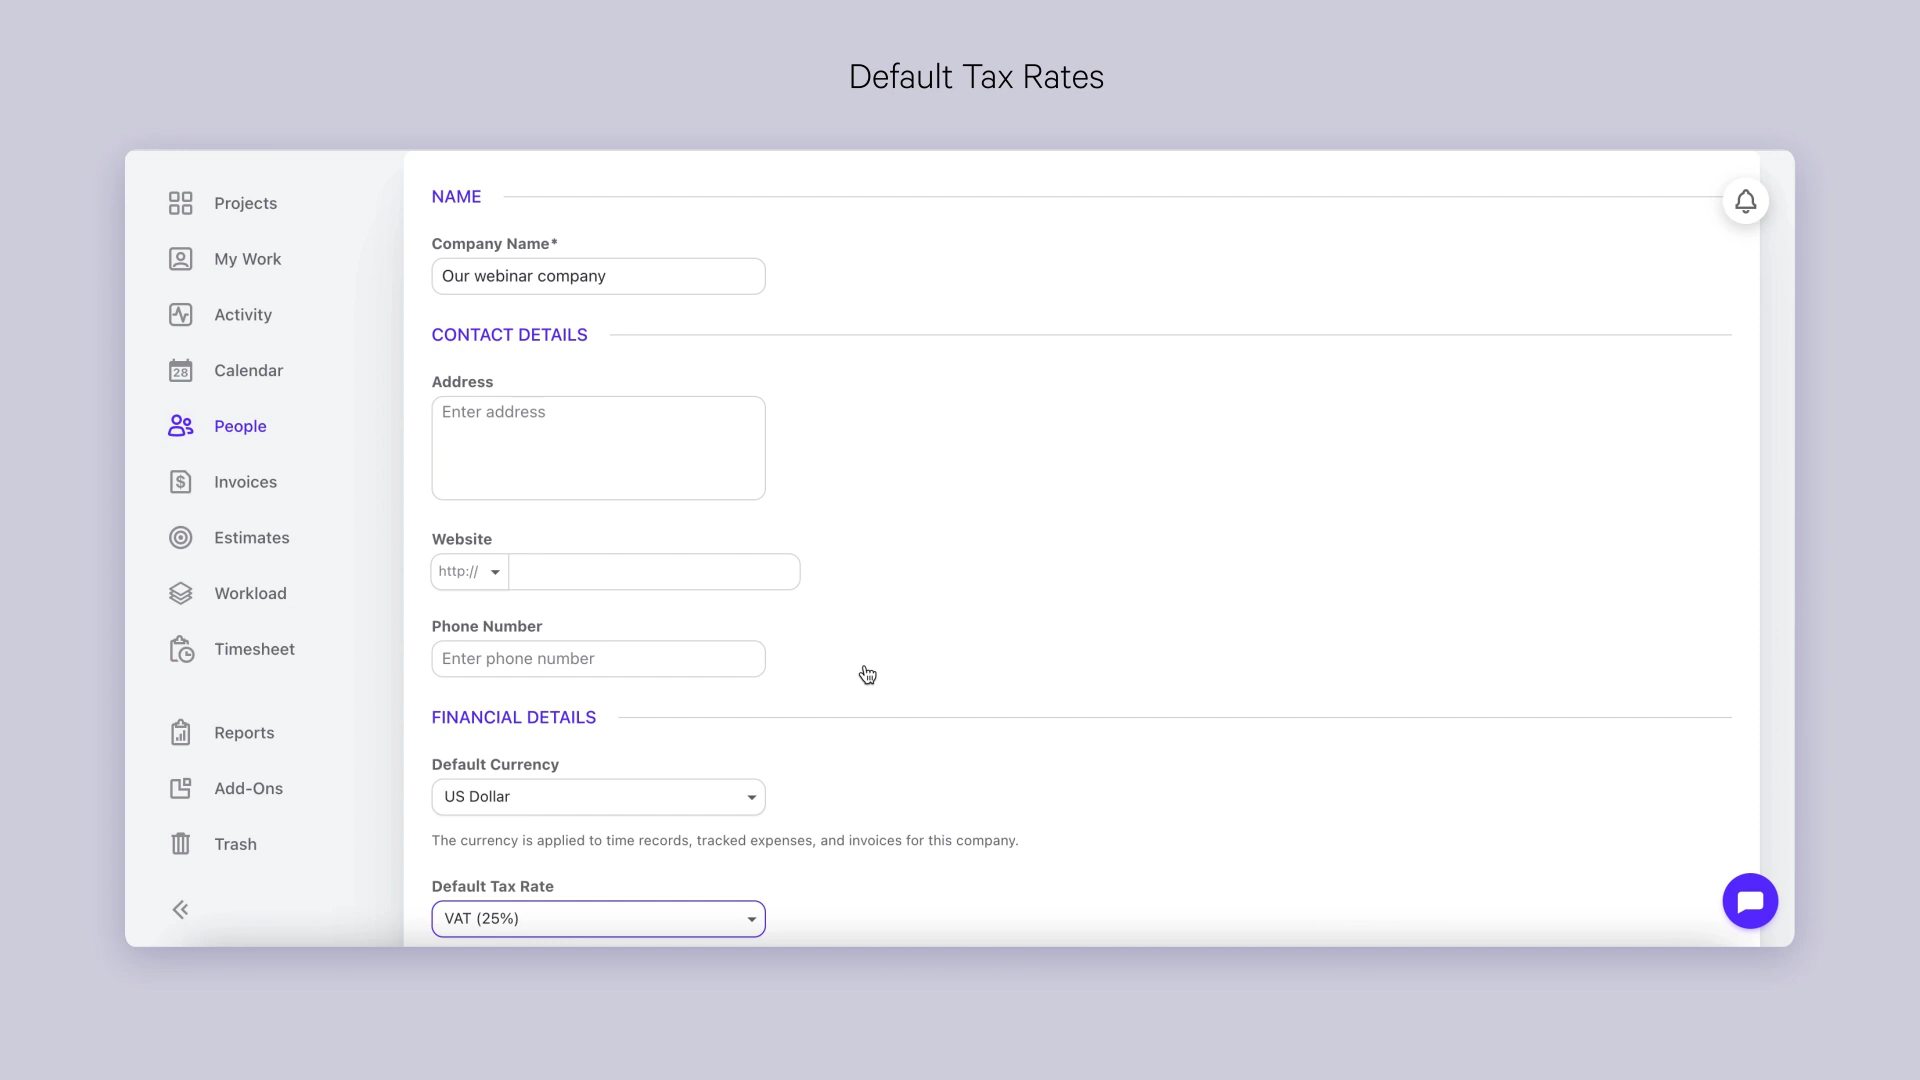 Default Tax Rates
Projects
My Work
Activity
28
Calendar
People
$
Invoices
Estimates
Workload
Timesheet
Reports
Add-Ons
Trash
NAME
Company Name*
Our webinar company
CONTACT DETAILS
Address
Enter address
Website
http://
Phone Number
Enter phone number
FINANCIAL DETAILS
Default Currency
US Dollar
The currency is applied to time records, tracked expenses, and invoices for this company.
Default Tax Rate
VAT (25%)